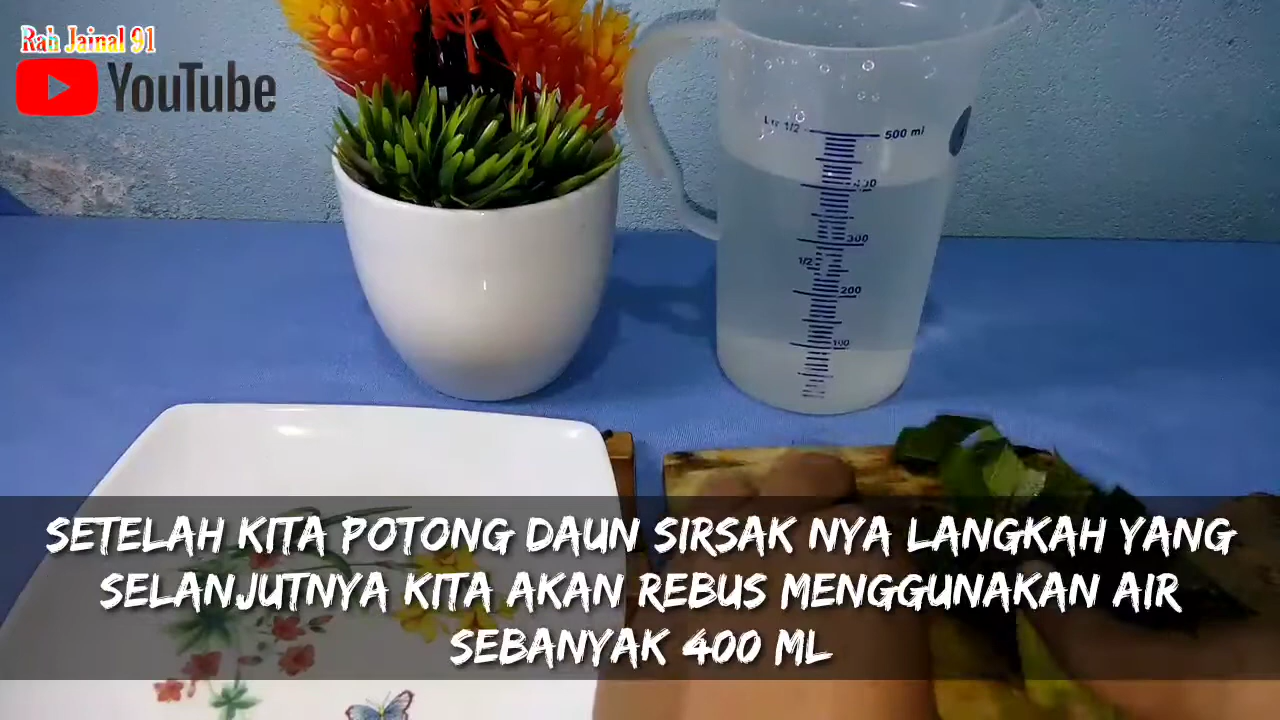 Rah Jainal 91
YouTube
Ltr 1/2 500 ml
300
1/2
200
100
SETELAH KITA POTONG DAUN SIRSAK NYA LANGKAH YANG
SELANJUTNYA KITA AKAN REBUS MENGGUNAKAN AIR
SEBANYAK 400 ML